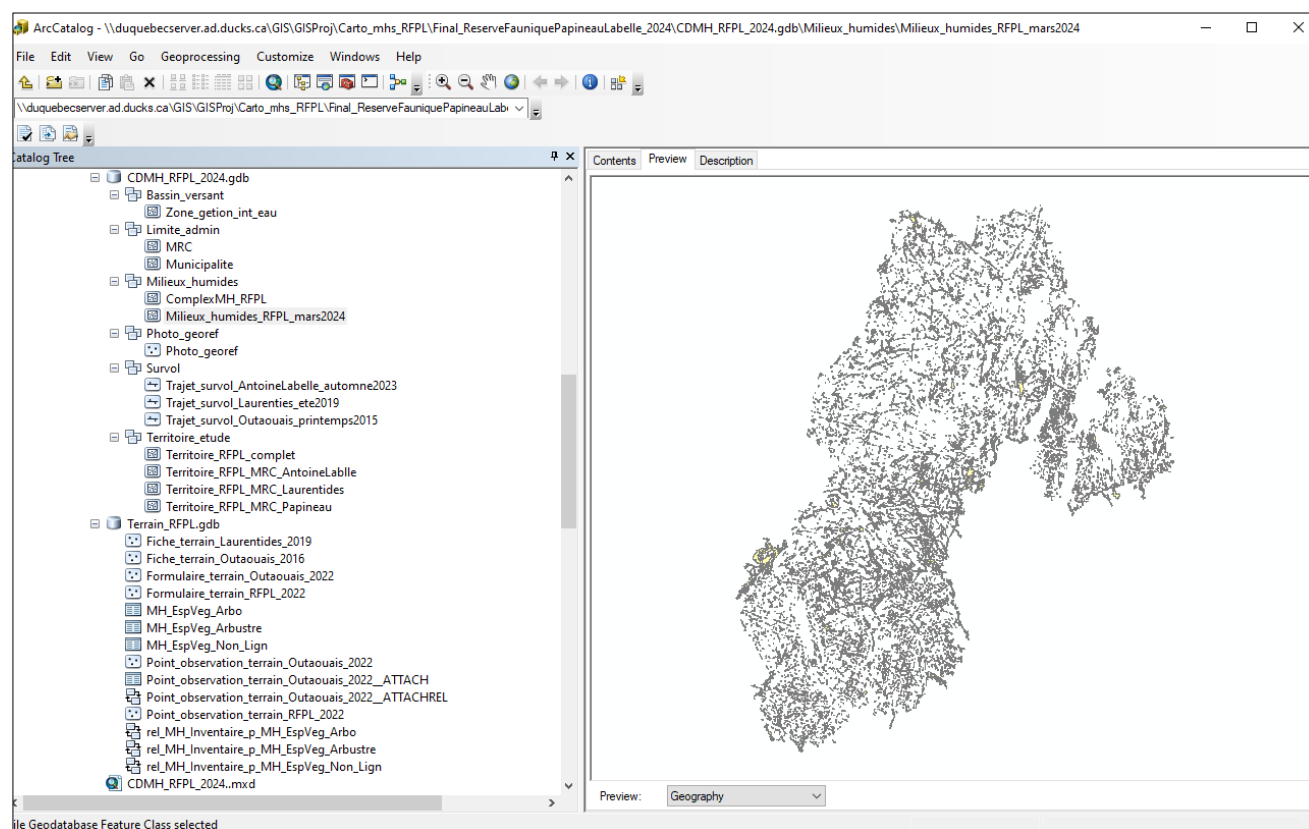 ArcCatalog - \\duquebecserver.ad.ducks.ca\GIS\GISProj\Carto_mhs_RFPL\Final_ReserveFauniquePapineauLabelle_2024\CDMH_RFPL_2024.gdb\Milieux_humides\Milieux_humides_RFPL_mars2024
File Edit View Go Geoprocessing Customize Windows Help
\\duquebecserver.ad.ducks.ca\GIS\GISProj\Carto_mhs_RFPL\Final_ReserveFauniquePapineauLab
atalog Tree
CDMH_RFPL_2024.gdb
Bassin_versant
Zone_getion_int_eau
Limite_admin
MRC
Municipalite
Milieux_humides
ComplexMH_RFPL
Milieux_humides_RFPL_mars2024
Photo_georef
Photo_georef
Survol
Trajet_survol_AntoineLabelle_automne2023
Trajet_survol_Laurenties_ete2019
Trajet_survol_Outaouais_printemps2015
Territoire_etude
Territoire_RFPL_complet
Territoire_RFPL_MRC_AntoineLablle
Territoire_RFPL_MRC_Laurentides
Territoire_RFPL_MRC_Papineau
Terrain_RFPL.gdb
Fiche_terrain_Laurentides_2019
Fiche_terrain_Outaouais_2016
Formulaire_terrain_Outaouais_2022
Formulaire_terrain_RFPL_2022
MH_EspVeg_Arbo
MH_EspVeg_Arbustre
MH_EspVeg_Non_Lign
Point_observation_terrain_Outaouais_2022
Point_observation_terrain_Outaouais_2022__ATTACH
Point_observation_terrain_Outaouais_2022__ATTACHREL
Point_observation_terrain_RFPL_2022
rel_MH_Inventaire_p_MH_EspVeg_Arbo
rel_MH_Inventaire_p_MH_EspVeg_Arbustre
rel_MH_Inventaire_p_MH_EspVeg_Non_Lign
CDMH_RFPL_2024..mxd
Contents Preview Description
Preview: Geography
ile Geodatabase Feature Class selected